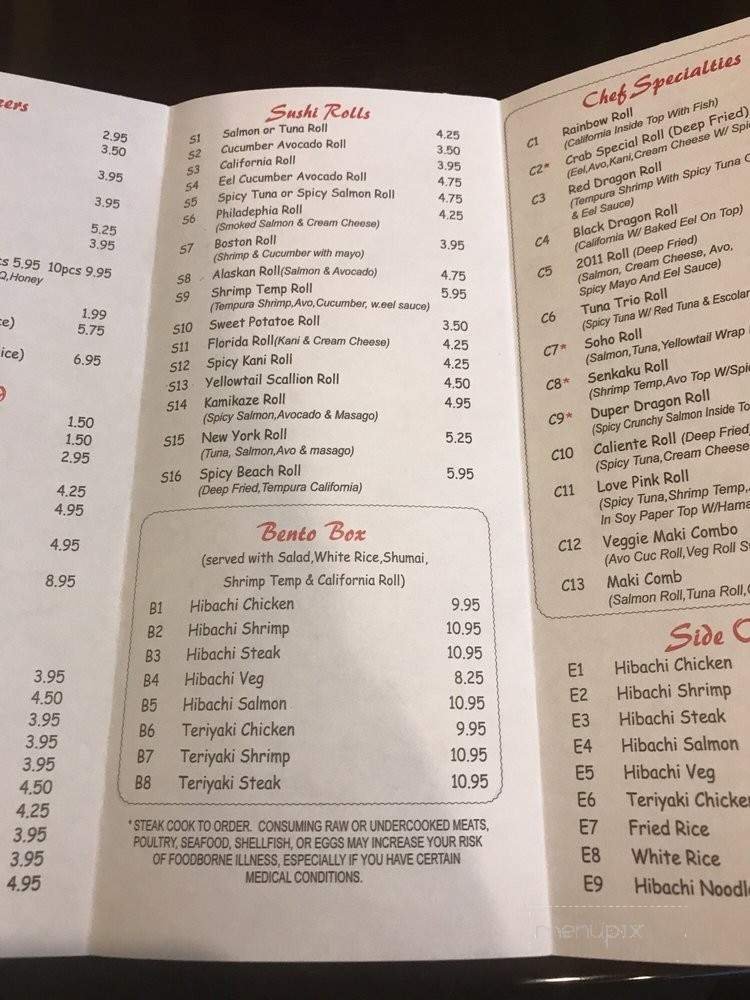 2.95
3.50
3.95
3.95
5.25
3.95
5.95 10pcs 9.95
Q,Honey
1.99
5.75
6.95
1.50
1.50
2.95
4.25
4.95
4.95
8.95
3.95
4.50
3.95
3.95
3.95
4.50
4.25
3.95
3.95
4.95
Sushi Rolls
S1 Salmon or Tuna Roll 4.25
S2 Cucumber Avocado Roll 3.50
S3 California Roll 3.95
S4 Eel Cucumber Avocado Roll 4.75
S5 Spicy Tuna or Spicy Salmon Roll 4.75
S6 Philadephia Roll 4.25
(Smoked Salmon & Cream Cheese)
S7 Boston Roll 3.95
(Shrimp & Cucumber with mayo)
S8 Alaskan Roll(Salmon & Avocado) 4.75
S9 Shrimp Temp Roll 5.95
(Tempura Shrimp,Avo,Cucumber, w.eel sauce)
S10 Sweet Potatoe Roll 3.50
S11 Florida Roll(Kani & Cream Cheese) 4.25
S12 Spicy Kani Roll 4.25
S13 Yellowtail Scallion Roll 4.50
S14 Kamikaze Roll 4.95
(Spicy Salmon,Avocado & Masago)
S15 New York Roll 5.25
(Tuna, Salmon,Avo & masago)
S16 Spicy Beach Roll 5.95
(Deep Fried,Tempura California)
Bento Box
(served with Salad,White Rice,Shumai,
Shrimp Temp & California Roll)
B1 Hibachi Chicken 9.95
B2 Hibachi Shrimp 10.95
B3 Hibachi Steak 10.95
B4 Hibachi Veg 8.25
B5 Hibachi Salmon 10.95
B6 Teriyaki Chicken 9.95
B7 Teriyaki Shrimp 10.95
B8 Teriyaki Steak 10.95
* STEAK COOK TO ORDER. CONSUMING RAW OR UNDERCOOKED MEATS,
POULTRY, SEAFOOD, SHELLFISH, OR EGGS MAY INCREASE YOUR RISK
OF FOODBORNE ILLNESS, ESPECIALLY IF YOU HAVE CERTAIN
MEDICAL CONDITIONS.
Chef Specialties
C1 Rainbow Roll
(California Inside Top With Fish)
C2* Crab Special Roll (Deep Fried)
(Eel,Avo,Kani,Cream Cheese W/
C3 Red Dragon Roll
(Tempura Shrimp With Spicy Tuna
& Eel Sauce)
C4 Black Dragon Roll
(California W/ Baked Eel On Top)
C5 2011 Roll (Deep Fried)
(Salmon, Cream Cheese, Avo,
Spicy Mayo And Eel Sauce)
C6 Tuna Trio Roll
(Spicy Tuna W/ Red Tuna & Escolar
C7* Soho Roll
(Salmon,Tuna,Yellowtail Wrap
C8* Senkaku Roll
(Shrimp Temp,Avo Top
C9* Duper Dragon Roll
(Spicy Crunchy Salmon Inside
C10 Caliente Roll (Deep Fried)
(Spicy Tuna,Cream Cheese
C11 Love Pink Roll
(Spicy Tuna,Shrimp Temp,
In Soy Paper Top
C12 Veggie Maki Combo
(Avo Cuc Roll,Veg Roll
C13 Maki Comb
(Salmon Roll,Tuna Roll,
Side
E1 Hibachi Chicken
E2 Hibachi Shrimp
E3 Hibachi Steak
E4 Hibachi Salmon
E5 Hibachi Veg
E6 Teriyaki
E7 Fried Rice
E8 White Rice
E9 Hibachi
menupix